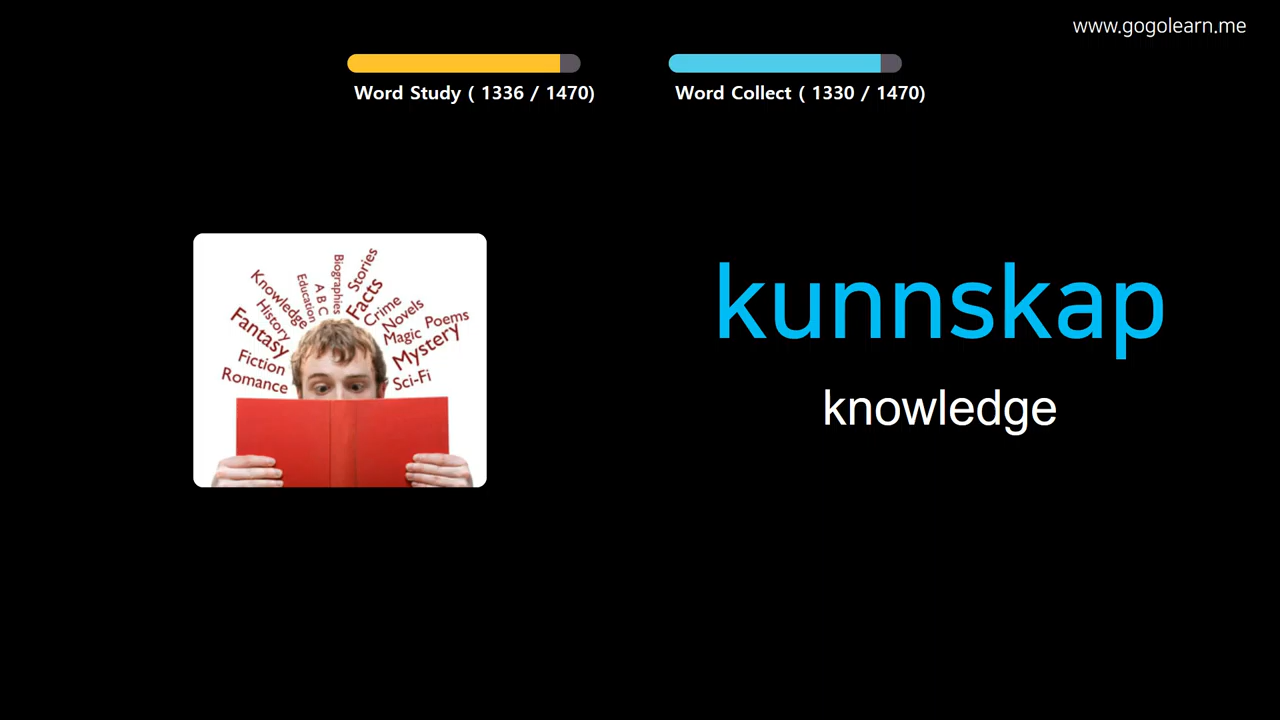 www.gogolearn.me
Word Study ( 1336 / 1470)
Word Collect ( 1330 / 1470)
Knowledge
History
Fantasy
Fiction
Romance
Education
A B C
Biographies
Stories
Facts
Crime
Novels
Magic
Poems
Mystery
Sci-Fi
kunnskap
knowledge